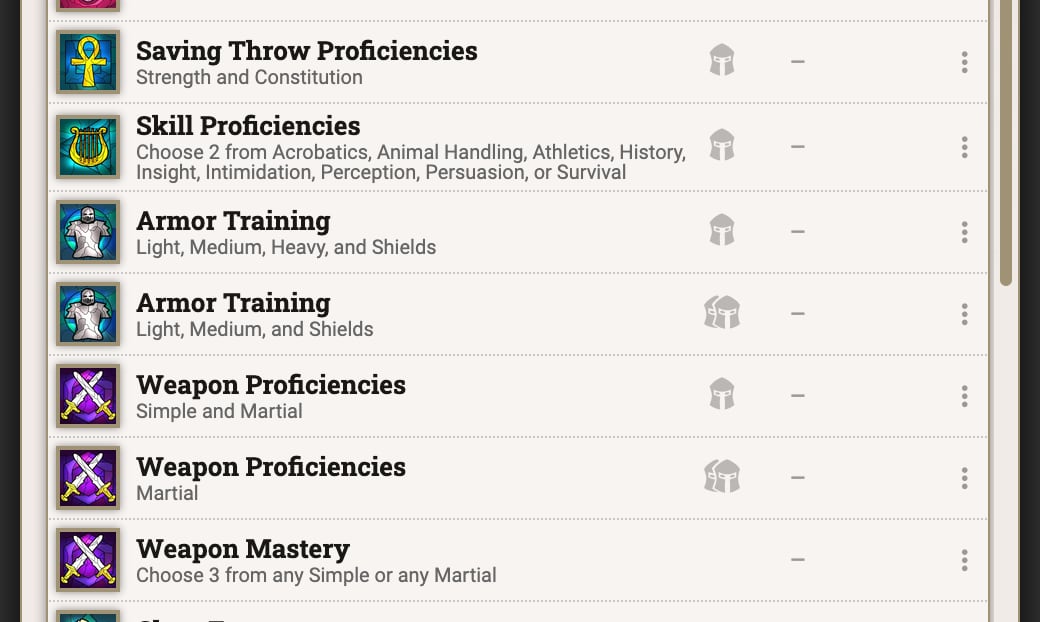 Saving Throw Proficiencies
Strength and Constitution
–
Skill Proficiencies
Choose 2 from Acrobatics, Animal Handling, Athletics, History,
Insight, Intimidation, Perception, Persuasion, or Survival
–
Armor Training
Light, Medium, Heavy, and Shields
–
Armor Training
Light, Medium, and Shields
–
Weapon Proficiencies
Simple and Martial
–
Weapon Proficiencies
Martial
–
Weapon Mastery
Choose 3 from any Simple or any Martial
–